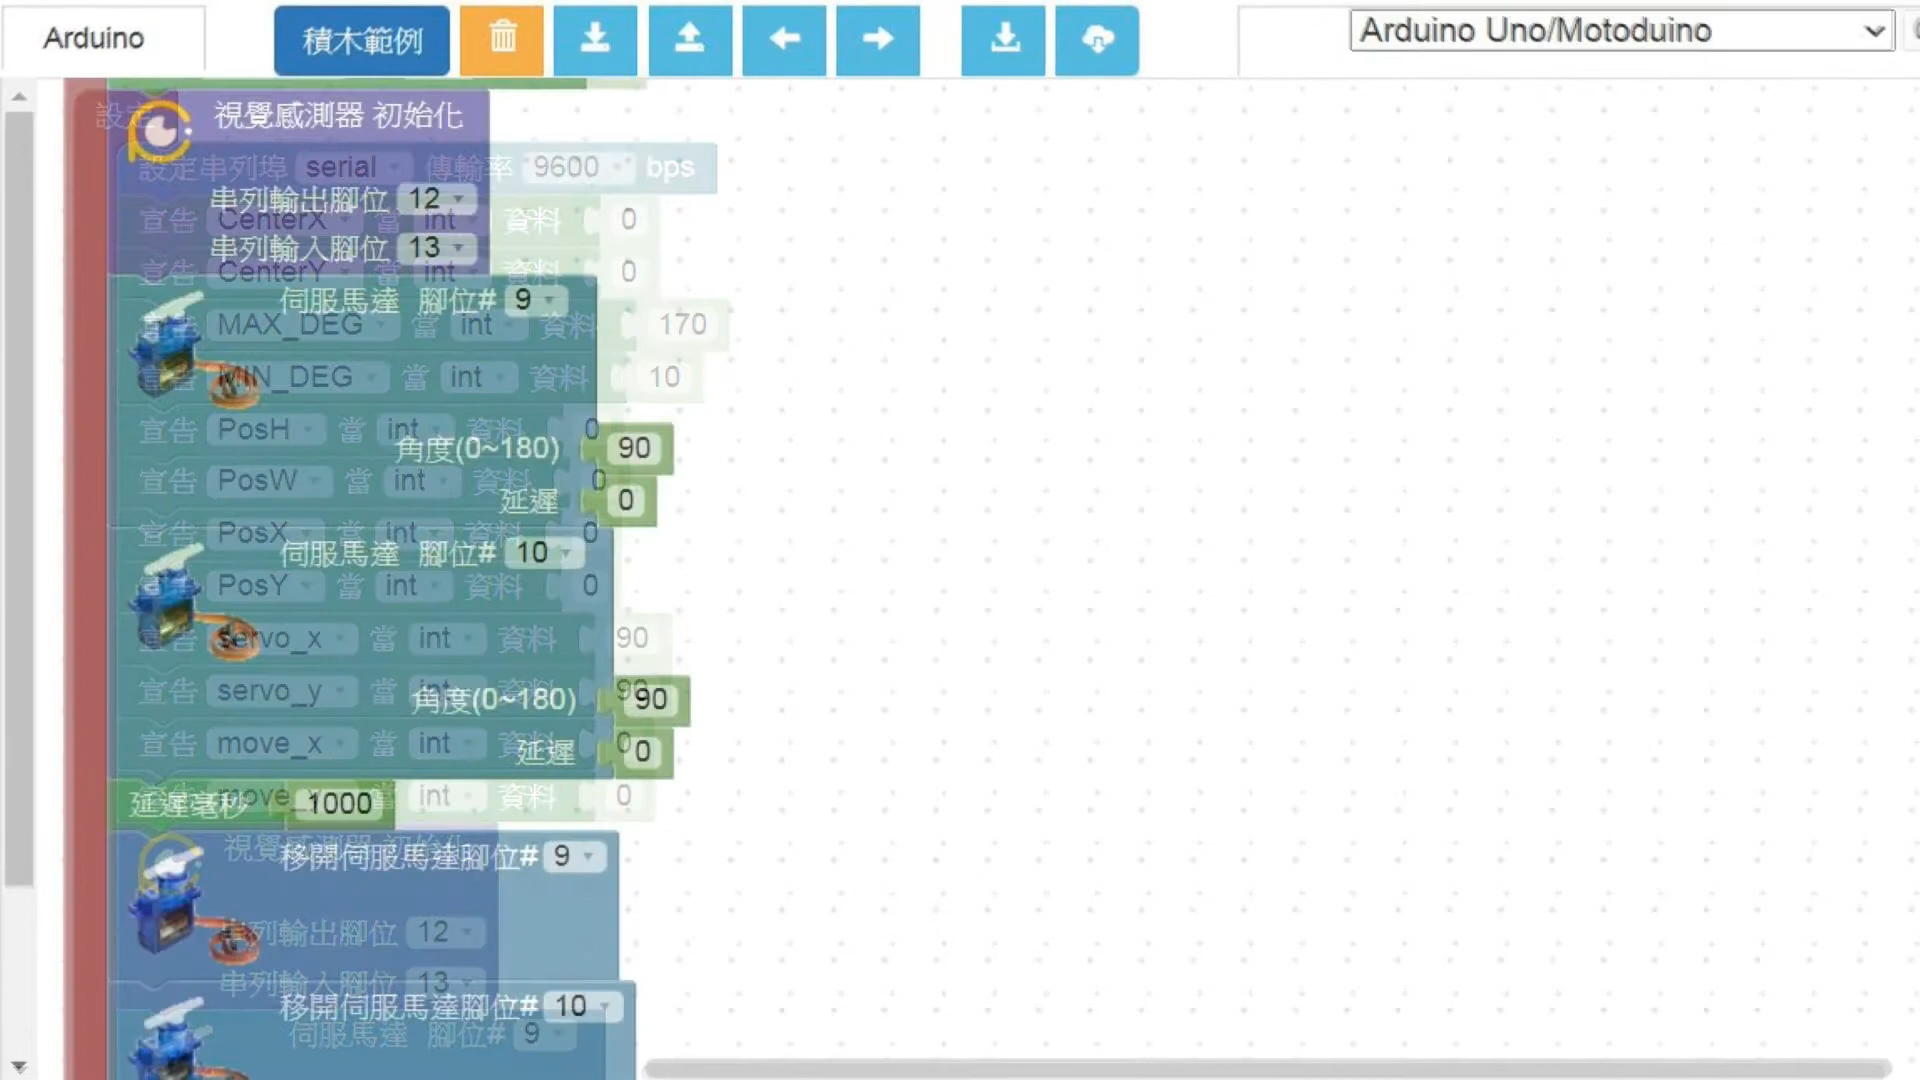 Arduino
積木範例
Arduino Uno/Motoduino
設定
視覺感測器 初始化
設定串列埠 serial 傳輸率 9600 bps
串列輸出腳位 12
宣告 CenterX 當 int 資料 0
串列輸入腳位 13
宣告 CenterY 當 int 資料 0
伺服馬達 腳位# 9
宣告 MAX_DEG 當 int 資料 170
宣告 MIN_DEG 當 int 資料 10
宣告 PosH 當 int 資料 0
角度(0~180) 90
宣告 PosW 當 int 資料 0
延遲 0
宣告 PosX 當 int 資料 0
伺服馬達 腳位# 10
宣告 PosY 當 int 資料 0
宣告 servo_x 當 int 資料 90
宣告 servo_y 當 int 資料 90
角度(0~180) 90
宣告 move_x 當 int 資料 0
延遲 0
move 當 int 資料 0
延遲毫秒 1000
視覺感測器 初始化
移開伺服馬達腳位# 9
串列輸出腳位 12
串列輸入腳位 13
移開伺服馬達腳位# 10
伺服馬達 腳位# 9